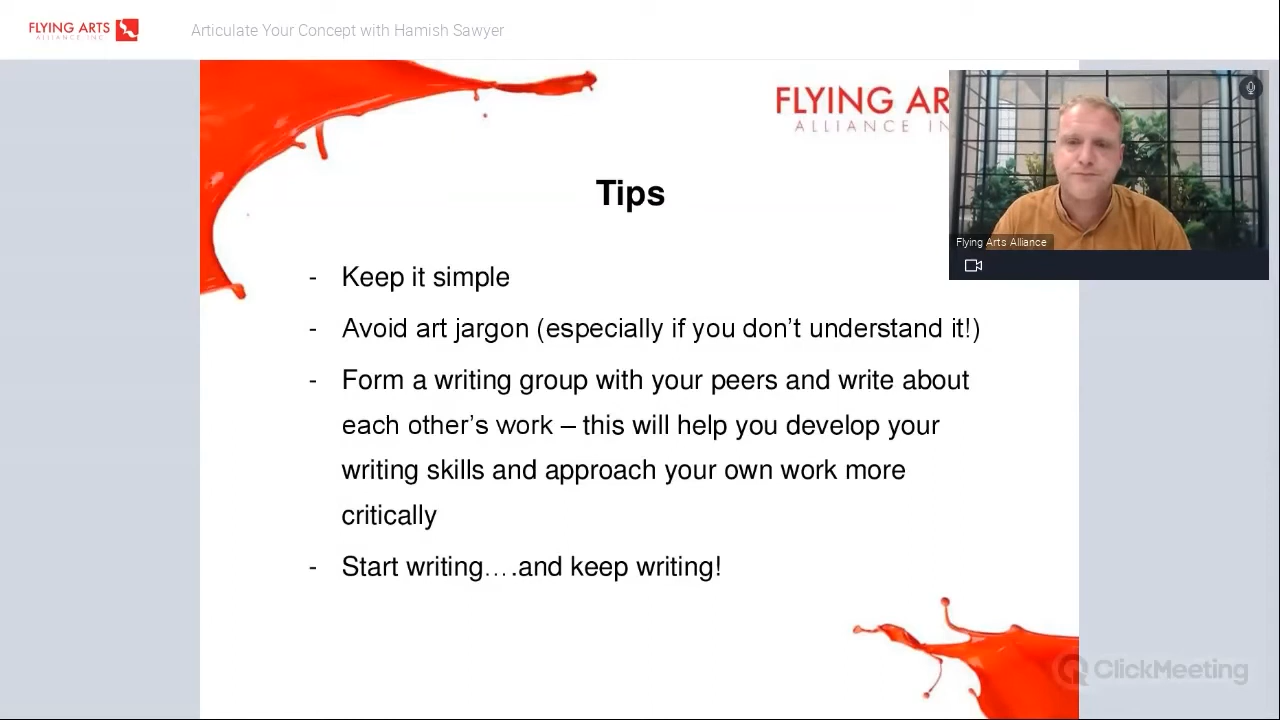 FLYING ARTS
ALLIANCE INC
Articulate Your Concept with Hamish Sawyer
FLYING AR
ALLIANCE IN
Flying Arts Alliance
Tips
- Keep it simple
- Avoid art jargon (especially if you don’t understand it!)
- Form a writing group with your peers and write about
each other’s work – this will help you develop your
writing skills and approach your own work more
critically
- Start writing….and keep writing!
ClickMeeting